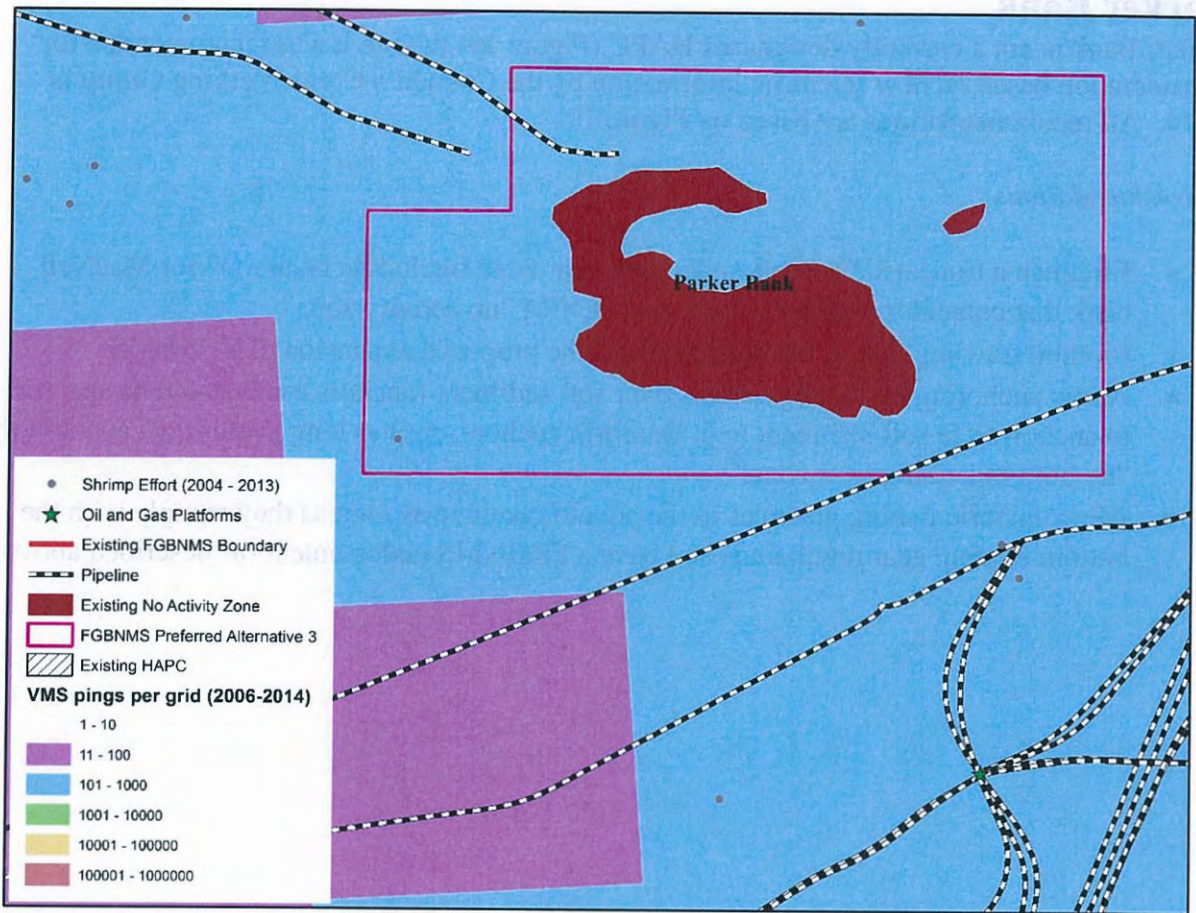 Parker Bank
Shrimp Effort (2004 - 2013)
Oil and Gas Platforms
Existing FGBNMS Boundary
Pipeline
Existing No Activity Zone
FGBNMS Preferred Alternative 3
Existing HAPC
VMS pings per grid (2006-2014)
1 - 10
11 - 100
101 - 1000
1001 - 10000
10001 - 100000
100001 - 1000000